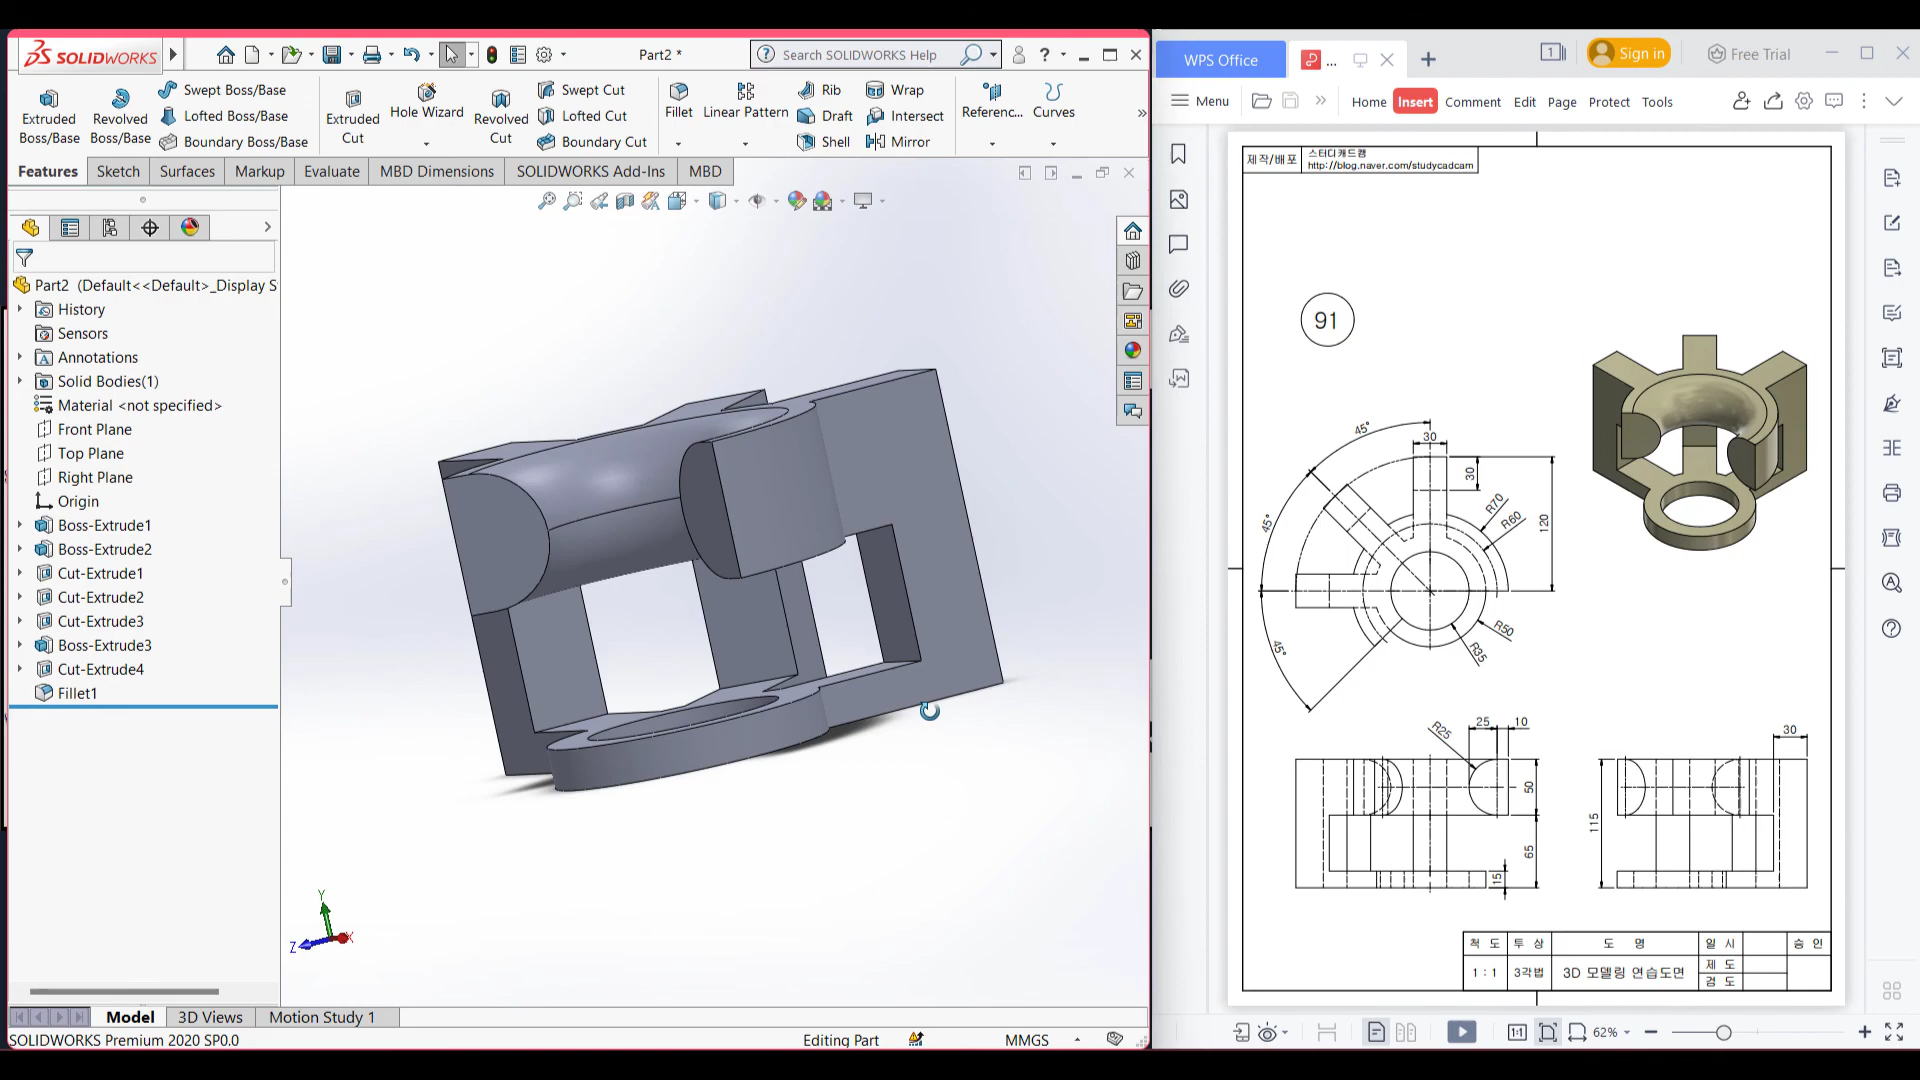 SOLIDWORKS
Part2 *
Search SOLIDWORKS Help
?
Extruded Boss/Base
Revolved Boss/Base
Swept Boss/Base
Lofted Boss/Base
Boundary Boss/Base
Extruded Cut
Hole Wizard
Revolved Cut
Swept Cut
Lofted Cut
Boundary Cut
Fillet
Linear Pattern
Rib
Draft
Shell
Wrap
Intersect
Mirror
Referenc...
Curves
Features
Sketch
Surfaces
Markup
Evaluate
MBD Dimensions
SOLIDWORKS Add-Ins
MBD
Part2 (Default<<Default>_Display S
History
Sensors
Annotations
Solid Bodies(1)
Material <not specified>
Front Plane
Top Plane
Right Plane
Origin
Boss-Extrude1
Boss-Extrude2
Cut-Extrude1
Cut-Extrude2
Cut-Extrude3
Boss-Extrude3
Cut-Extrude4
Fillet1
Y
Z
X
Model
3D Views
Motion Study 1
SOLIDWORKS Premium 2020 SP0.0
Editing Part
MMGS
WPS Office
...
1
Sign in
Free Trial
Menu
Home
Insert
Comment
Edit
Page
Protect
Tools
제작/배포
스터디캐드캠
http://blog.naver.com/studycadcam
91
45°
30
30
45°
R70
R60
120
45°
R50
R35
R25
25
10
30
50
115
65
15
척 도
투 상
도 명
일 시
승 인
1 : 1
3각법
3D 모델링 연습도면
제 도
검 도
1:1
62%